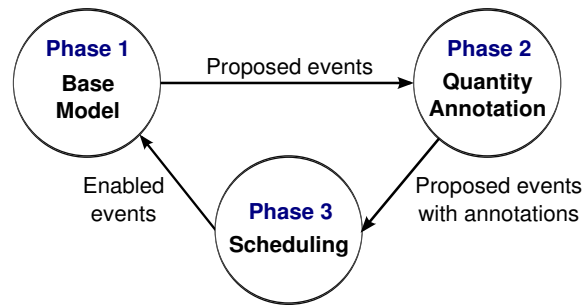 Phase 1
Base
Model
Proposed events
Phase 2
Quantity
Annotation
Enabled
events
Phase 3
Scheduling
Proposed events
with annotations